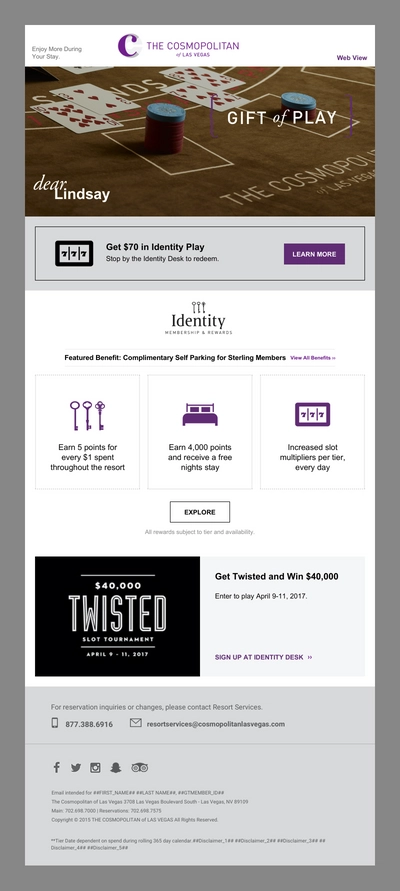 Enjoy More During
Your Stay.
C THE COSMOPOLITAN
of LAS VEGAS
Web View
GIFT of PLAY
THE COSMOPO
of LAS VEGAS
dear,
Lindsay
777
Get $70 in Identity Play
Stop by the Identity Desk to redeem.
LEARN MORE
Identity
MEMBERSHIP & REWARDS
Featured Benefit: Complimentary Self Parking for Sterling Members View All Benefits »
Earn 5 points for
every $1 spent
throughout the resort
Earn 4,000 points
and receive a free
nights stay
777
Increased slot
multipliers per tier,
every day
EXPLORE
All rewards subject to tier and availability.
$40,000
TWISTED
SLOT TOURNAMENT
APRIL 9 - 11, 2017
Get Twisted and Win $40,000
Enter to play April 9-11, 2017.
SIGN UP AT IDENTITY DESK »
For reservation inquiries or changes, please contact Resort Services.
877.388.6916 resortservices@cosmopolitanlasvegas.com
Email intended for ##FIRST_NAME## ##LAST NAME##. ##GTMEMBER_ID##
The Cosmopolitan of Las Vegas 3708 Las Vegas Boulevard South - Las Vegas, NV 89109
Main: 702.698.7000 | Reservations: 702.698.7575
Copyright © 2015 THE COSMOPOLITAN of LAS VEGAS All Rights Reserved.
**Tier Date dependent on spend during rolling 365 day calendar.##Disclaimer_1## ##Disclaimer_2## ##Disclaimer_3## ##
Disclaimer_4## ##Disclaimer_5##